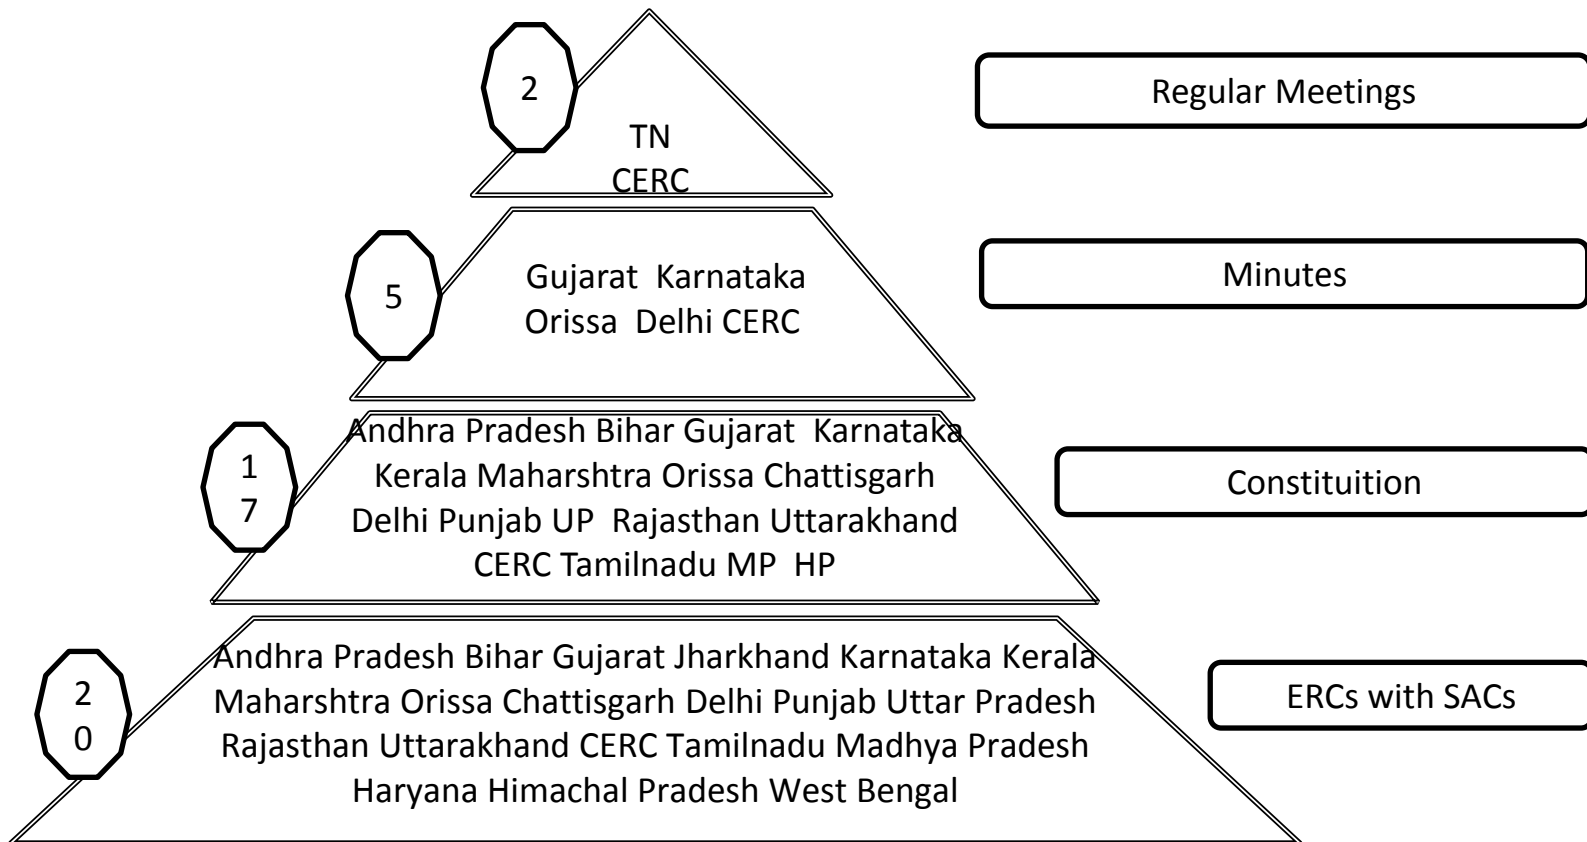 2
TN
CERC
Regular Meetings
5
Gujarat Karnataka
Orissa Delhi CERC
Minutes
1
7
Andhra Pradesh Bihar Gujarat Karnataka
Kerala Maharshtra Orissa Chattisgarh
Delhi Punjab UP Rajasthan Uttarakhand
CERC Tamilnadu MP HP
Constituition
2
0
Andhra Pradesh Bihar Gujarat Jharkhand Karnataka Kerala
Maharshtra Orissa Chattisgarh Delhi Punjab Uttar Pradesh
Rajasthan Uttarakhand CERC Tamilnadu Madhya Pradesh
Haryana Himachal Pradesh West Bengal
ERCs with SACs